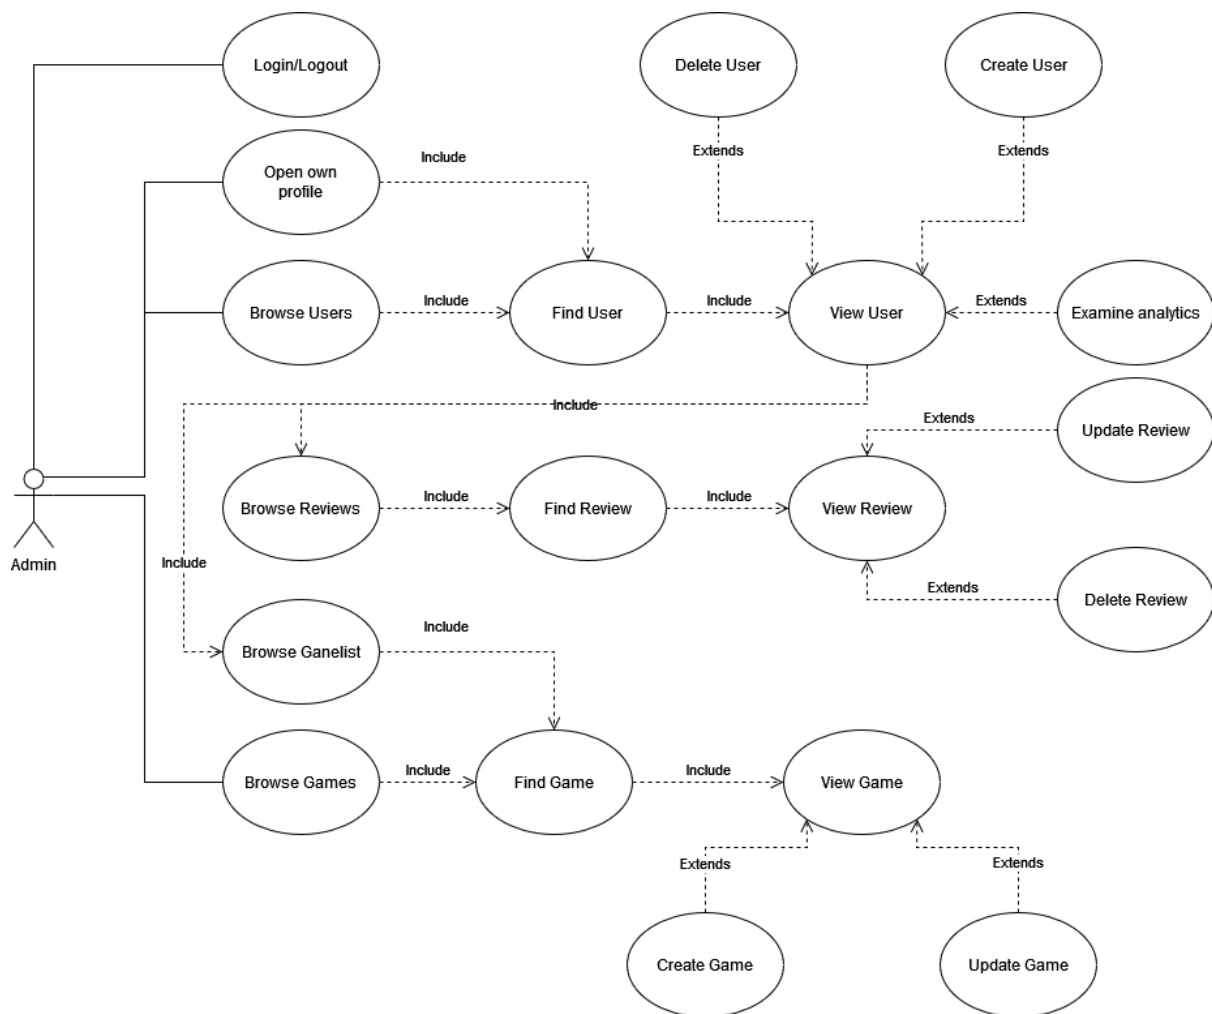 Login/Logout
Delete User
Create User
Extends
Extends
Include
Open own
profile
Browse Users
Include
Find User
Include
View User
Extends
Examine analytics
Include
Extends
Update Review
Browse Reviews
Include
Find Review
Include
View Review
Admin
Include
Extends
Delete Review
Include
Browse Ganelist
Browse Games
Include
Find Game
Include
View Game
Extends
Extends
Create Game
Update Game